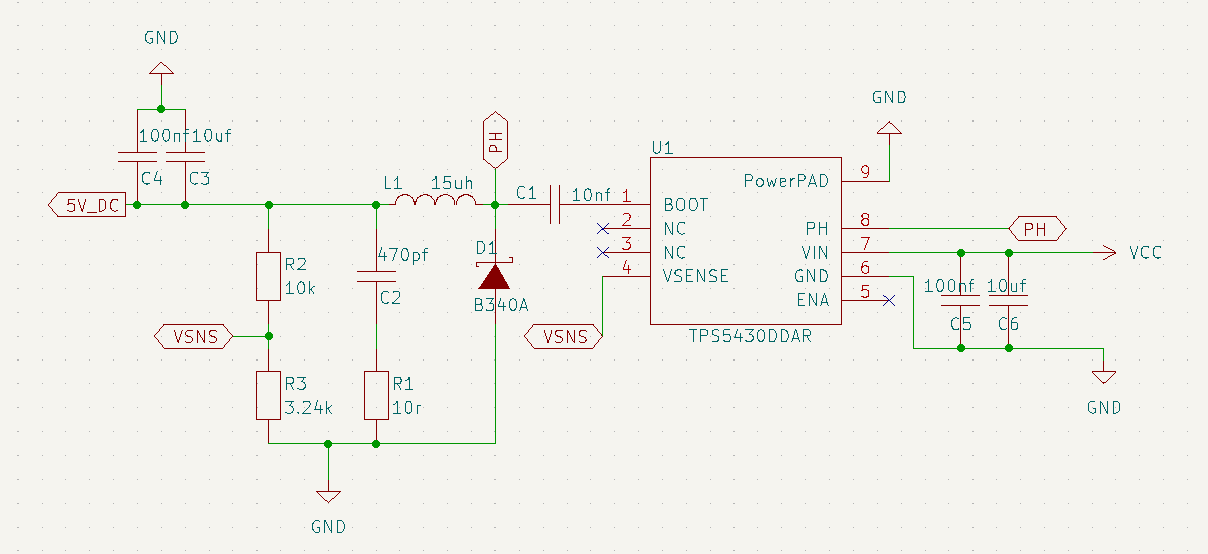 GND
100nf
10uf
C4
C3
5V_DC
L1
15uh
PH
C1
10nf
U1
GND
PowerPAD
9
1
BOOT
2
NC
3
NC
4
VSENSE
PH
8
PH
VIN
7
VCC
GND
6
ENA
5
R2
10k
470pf
C2
D1
B340A
VSNS
VSNS
TPS5430DDAR
100nf
10uf
C5
C6
R3
3.24k
R1
10r
GND
GND